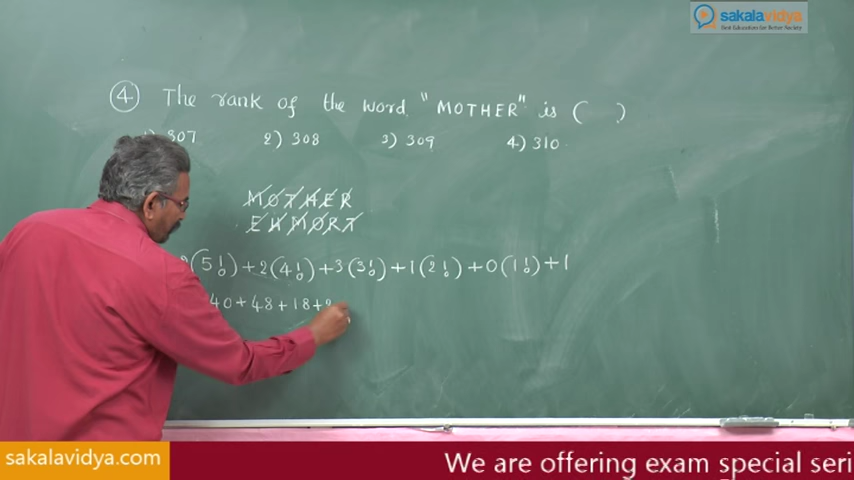 sakalavidya
Best Educators for Better Society
4 The rank of the word "MOTHER" is ( )
307 2) 308 3) 309 4) 310
MOTHER
EHMORT
(5!) + 2(4!) + 3(3!) + 1(2!) + 0(1!) + 1
40 + 48 + 18 + 2
sakalavidya.com
We are offering exam special seri